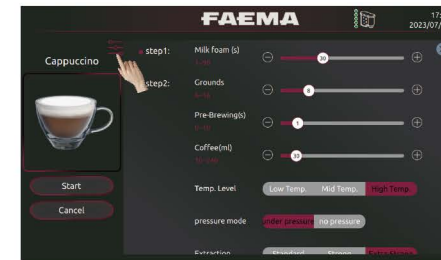 FAEMA
17:
2023/07/
Cappuccino
step1:
Milk foam (s)
30
step2:
Grounds
8
Pre-Brewing(s)
1
Coffee(ml)
33
Start
Temp. Level
Low Temp. Mid Temp. High Temp.
Cancel
pressure mode
under pressure no pressure
Extraction
Standard Strong